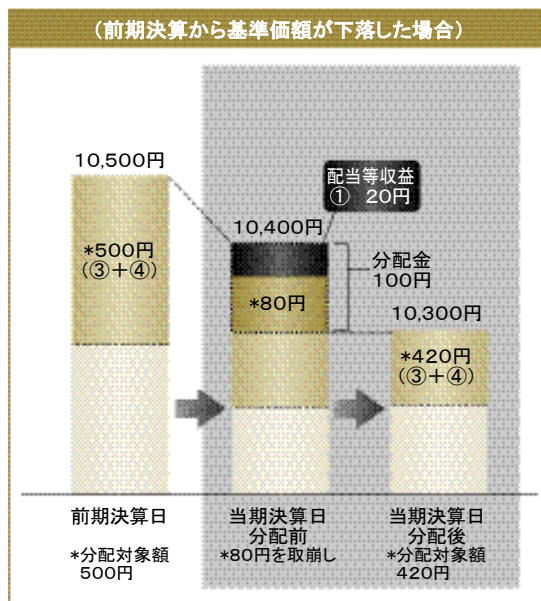 （前期決算から基準価額が下落した場合）
10,500円
*500円
（③＋④）
配当等収益
① 20円
10,400円
*80円
分配金
100円
10,300円
*420円
（③＋④）
前期決算日
*分配対象額
500円
当期決算日
分配前
*80円を取崩し
当期決算日
分配後
*分配対象額
420円